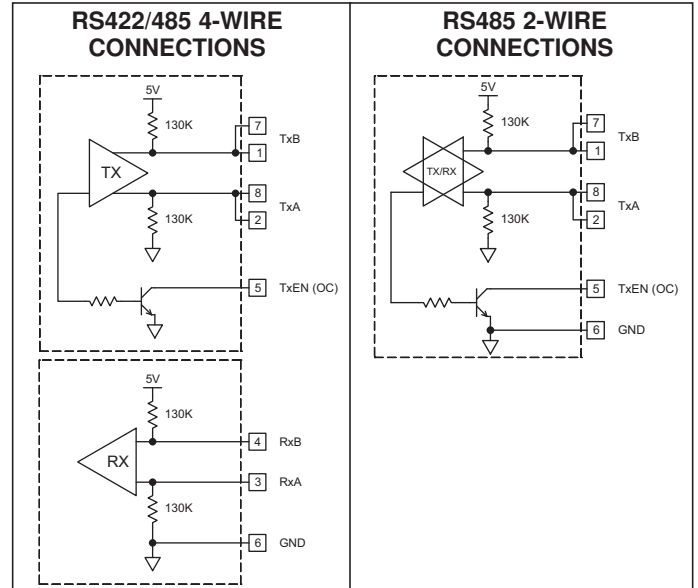 RS422/485 4-WIRE
CONNECTIONS
5V
130K
7
TxB
1
TX
8
TxA
130K
2
5 TxEN (OC)
5V
130K
4 RxB
RX
3 RxA
130K
6 GND
RS485 2-WIRE
CONNECTIONS
5V
130K
7
TxB
1
TX/RX
8
TxA
130K
2
5 TxEN (OC)
6 GND